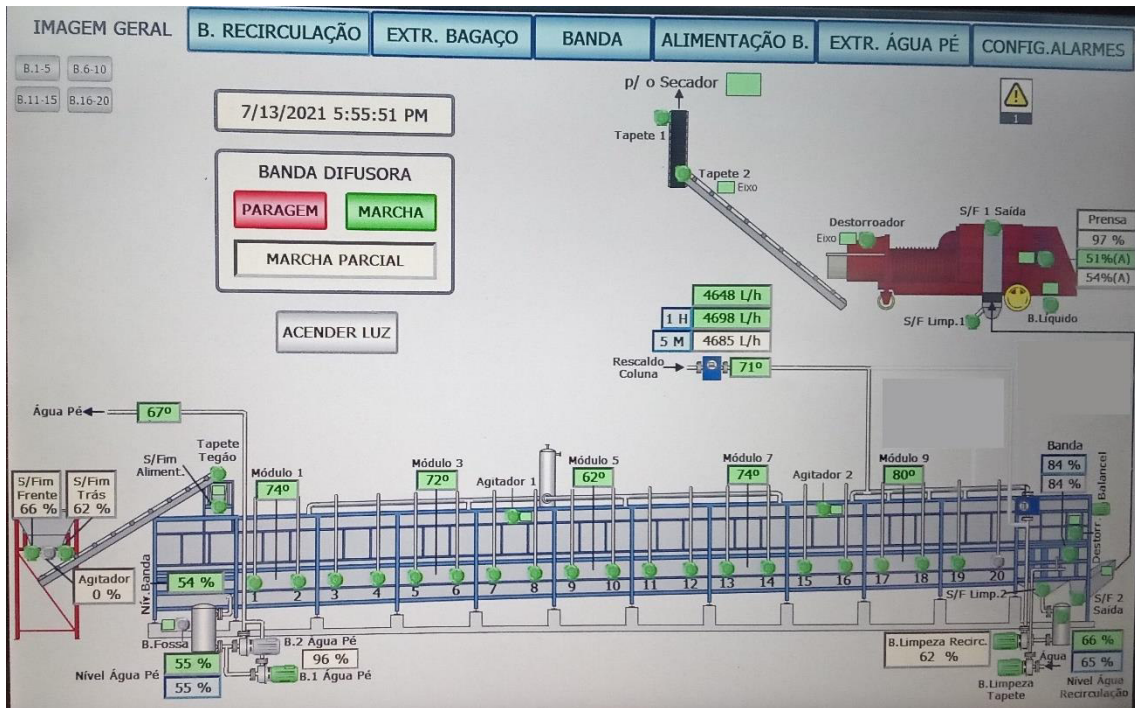 IMAGEM GERAL
B. RECIRCULAÇÃO
EXTR. BAGAÇO
BANDA
ALIMENTAÇÃO B.
EXTR. ÁGUA PÉ
CONFIG.ALARMES
B.1-5
B.6-10
B.11-15
B.16-20
7/13/2021 5:55:51 PM
p/ o Secador
1
Tapete 1
BANDA DIFUSORA
PARAGEM
MARCHA
MARCHA PARCIAL
Tapete 2
Eixo
S/F 1 Saída
Destorroador
Eixo
Prensa
97 %
51%(A)
54%(A)
ACENDER LUZ
4648 L/h
1 H
4698 L/h
5 M
4685 L/h
S/F Limp.1
B.Líquido
Rescaldo
Coluna
71º
Água Pé
67º
S/Fim
Aliment.
Tapete
Tegão
Módulo 1
74º
Módulo 3
72º
Agitador 1
Módulo 5
62º
Módulo 7
74º
Agitador 2
Módulo 9
80º
Banda
84 %
84 %
Balancel
S/Fim
Frente
66 %
S/Fim
Trás
62 %
Agitador
0 %
Nív.Banda
54 %
1
2
3
4
5
6
7
8
9
10
11
12
13
14
15
16
17
18
19
20
Destorr.
S/F Limp.2
S/F 2
Saída
B.Fossa
B.2 Água Pé
96 %
B.1 Água Pé
Nível Água Pé
55 %
55 %
B.Limpeza Recirc.
62 %
B.Limpeza
Tapete
Água
66 %
65 %
Nível Água
Recirculação